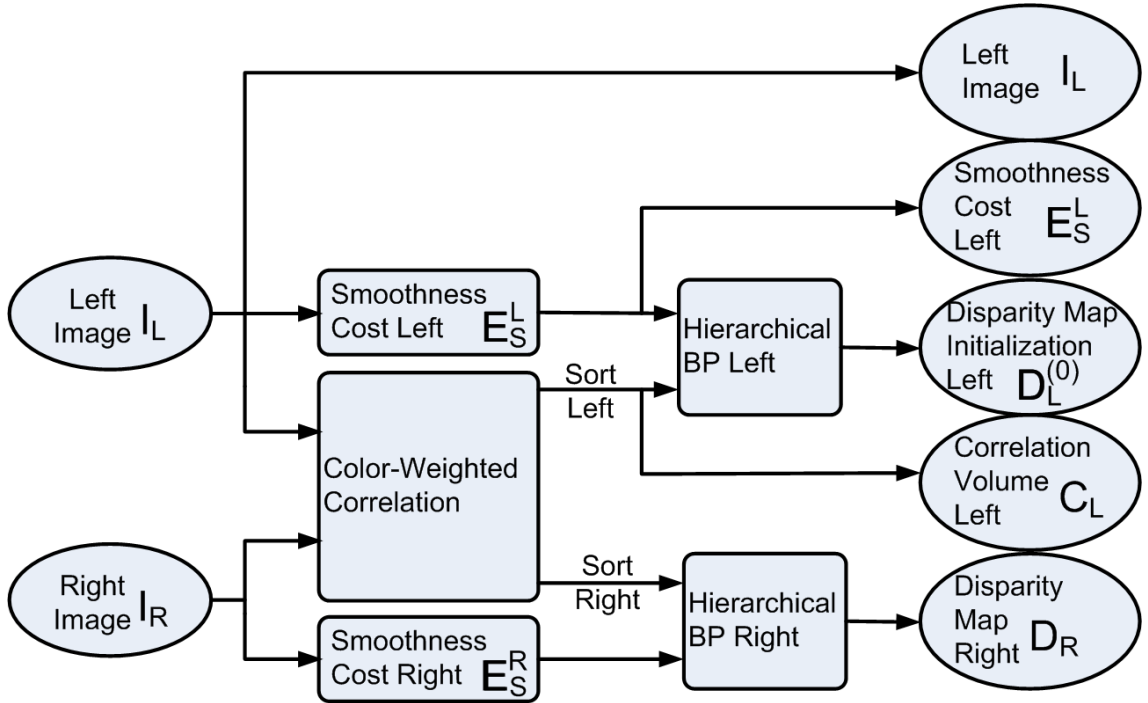 Left
Image I_L
Smoothness
Cost
Left E_S^L
Left
Image I_L
Smoothness
Cost Left E_S^L
Hierarchical
BP Left
Disparity Map
Initialization
Left D_L^(0)
Sort
Left
Color-Weighted
Correlation
Correlation
Volume
Left C_L
Right
Image I_R
Sort
Right
Smoothness
Cost Right E_S^R
Hierarchical
BP Right
Disparity
Map
Right D_R